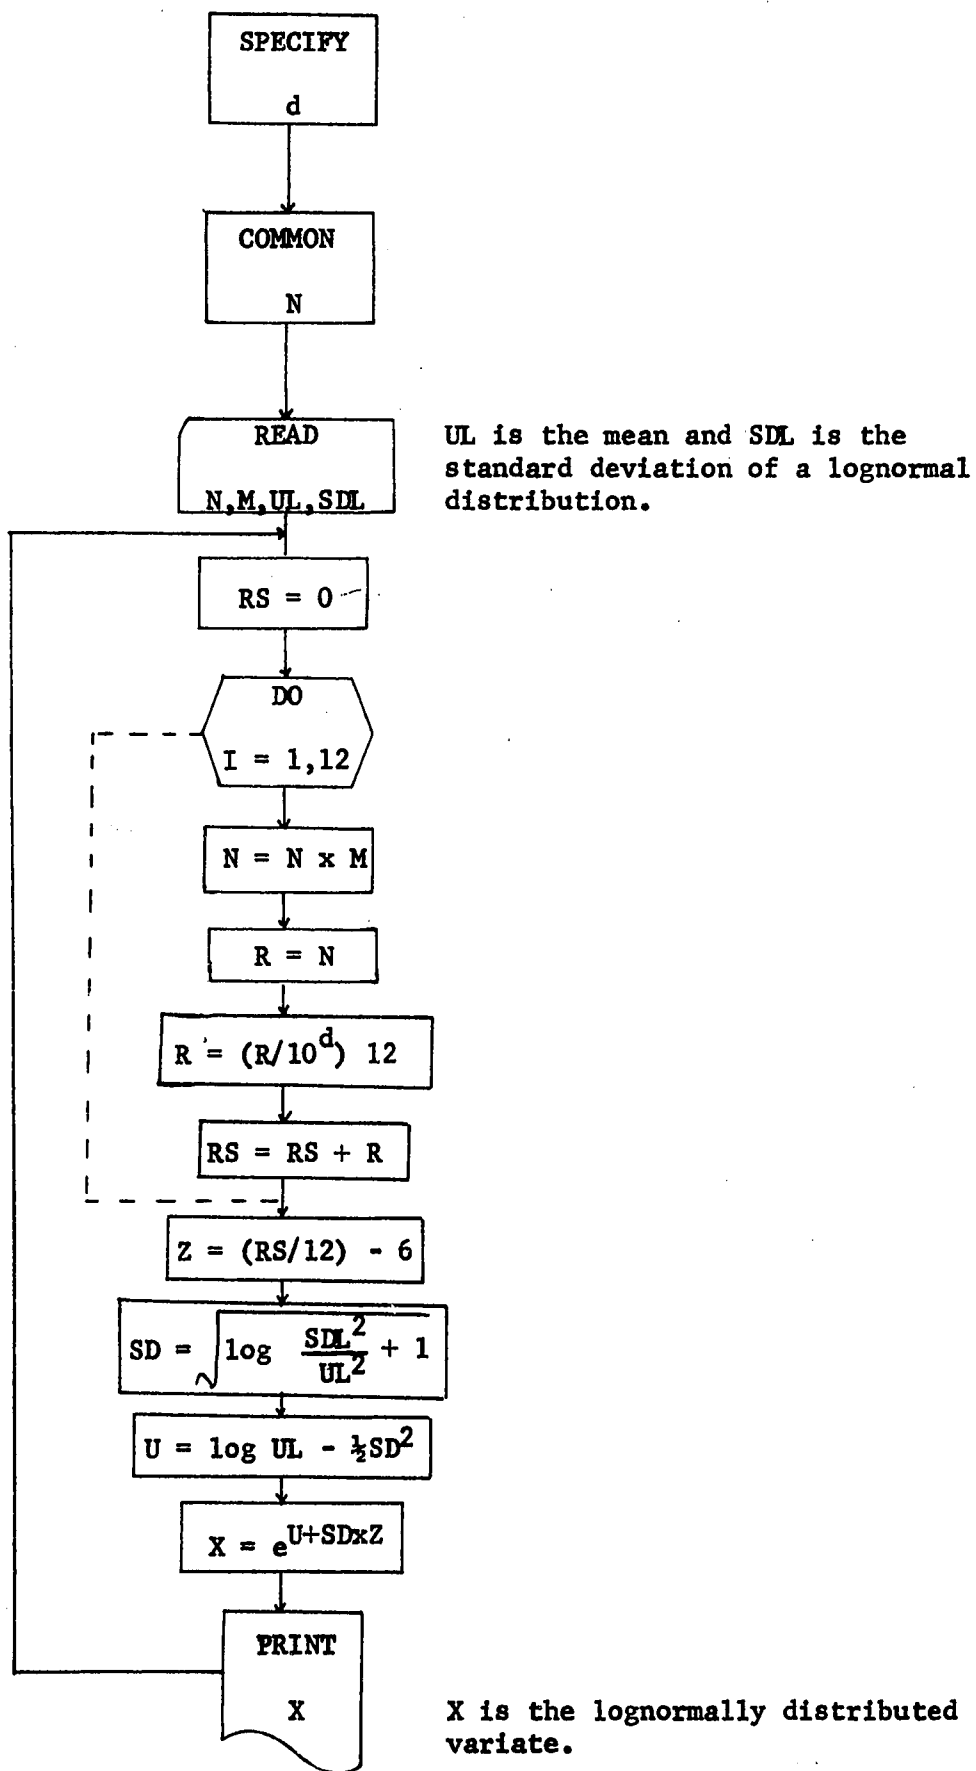 SPECIFY
d
COMMON
N
READ
N,M,UL,SDL
UL is the mean and SDL is the
standard deviation of a lognormal
distribution.
RS = 0
DO
I = 1,12
N = N x M
R = N
R = (R/10^d) 12
RS = RS + R
Z = (RS/12) - 6
SD = √(log SDL²/UL² + 1)
U = log UL - ½SD²
X = e^(U+SDxZ)
PRINT
X
X is the lognormally distributed
variate.